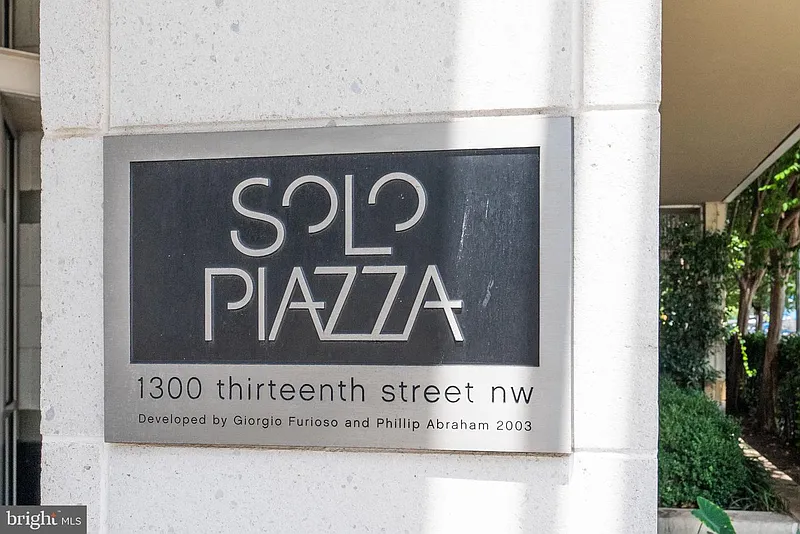 SOLO
PIAZZA
1300 thirteenth street nw
Developed by Giorgio Furioso and Phillip Abraham 2003
bright MLS